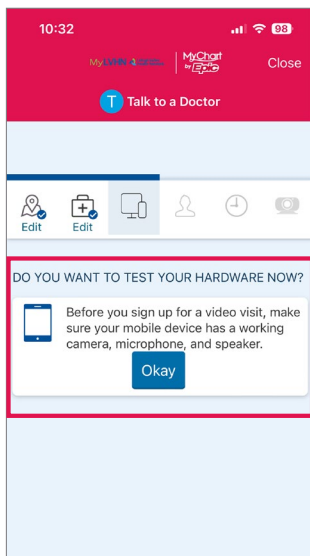 10:32
98
MyLVHN
MyChart
by Epic
Close
T Talk to a Doctor
Edit
Edit
DO YOU WANT TO TEST YOUR HARDWARE NOW?
Before you sign up for a video visit, make
sure your mobile device has a working
camera, microphone, and speaker.
Okay